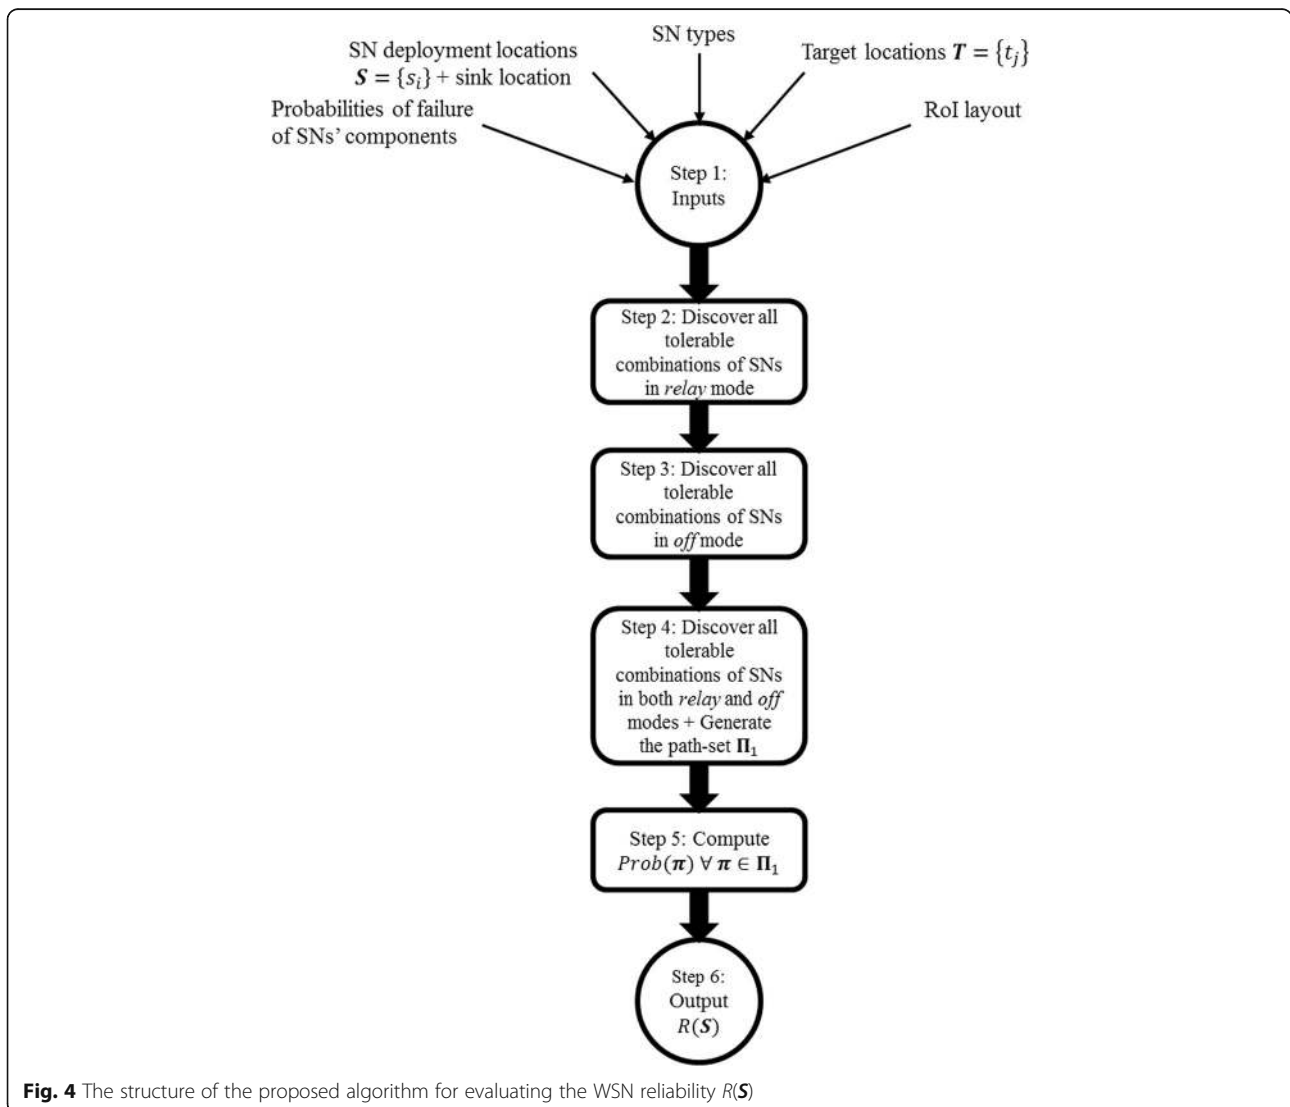 SN types
SN deployment locations
S = {s_i} + sink location
Target locations T = {t_j}
Probabilities of failure
of SNs' components
RoI layout
Step 1:
Inputs
Step 2: Discover all
tolerable
combinations of SNs
in relay mode
Step 3: Discover all
tolerable
combinations of SNs
in off mode
Step 4: Discover all
tolerable
combinations of SNs
in both relay and off
modes + Generate
the path-set Π₁
Step 5: Compute
Prob(π) ∀ π ∈ Π₁
Step 6:
Output
R(S)
Fig. 4 The structure of the proposed algorithm for evaluating the WSN reliability R(S)